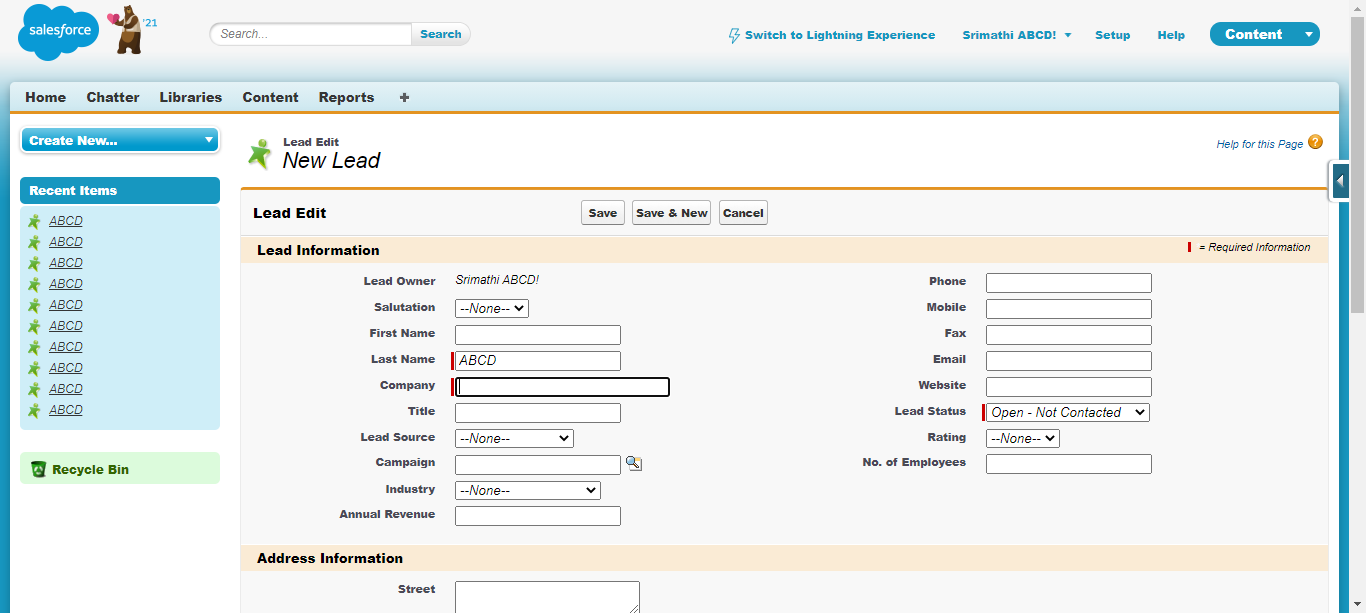 salesforce
'21
Search...
Search
Switch to Lightning Experience
Srimathi ABCD!
Setup
Help
Content
Home
Chatter
Libraries
Content
Reports
+
Create New...
Recent Items
ABCD
ABCD
ABCD
ABCD
ABCD
ABCD
ABCD
ABCD
ABCD
ABCD
Recycle Bin
Lead Edit
New Lead
Help for this Page ?
Lead Edit
Save
Save & New
Cancel
Lead Information
= Required Information
Lead Owner Srimathi ABCD!
Salutation --None--
First Name
Last Name ABCD
Company
Title
Lead Source --None--
Campaign
Industry --None--
Annual Revenue
Phone
Mobile
Fax
Email
Website
Lead Status Open - Not Contacted
Rating --None--
No. of Employees
Address Information
Street